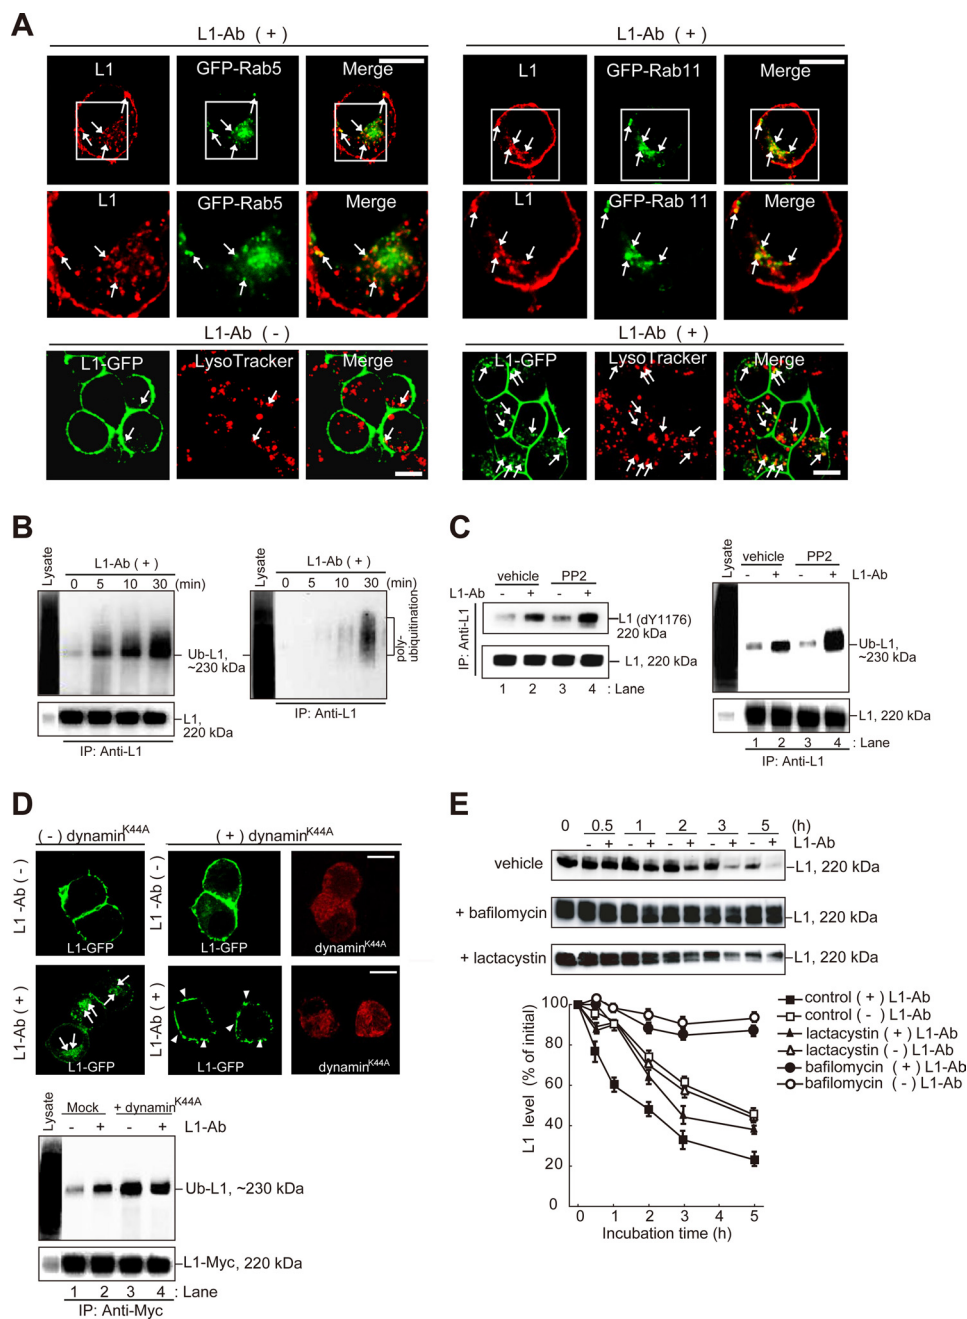 A
L1-Ab ( + )
L1 GFP-Rab5 Merge
L1 GFP-Rab5 Merge
L1-Ab ( + )
L1 GFP-Rab11 Merge
L1 GFP-Rab 11 Merge
L1-Ab ( - )
L1-GFP LysoTracker Merge
L1-Ab ( + )
L1-GFP LysoTracker Merge
B
Lysate
L1-Ab ( + )
0 5 10 30 (min)
Ub-L1,
~230 kDa
L1,
220 kDa
IP: Anti-L1
Lysate
L1-Ab ( + )
0 5 10 30 (min)
poly-
ubiquitination
IP: Anti-L1
C
vehicle PP2
L1-Ab - + - +
IP: Anti-L1
L1 (dY1176)
220 kDa
L1, 220 kDa
1 2 3 4 : Lane
Lysate
vehicle PP2
- + - + L1-Ab
Ub-L1,
~230 kDa
L1, 220 kDa
1 2 3 4 : Lane
IP: Anti-L1
D
( - ) dynaminK44A
( + ) dynaminK44A
L1 -Ab ( - )
L1-GFP
L1-Ab ( - )
L1-GFP
dynaminK44A
L1-Ab ( + )
L1-GFP
L1-Ab ( + )
L1-GFP
dynaminK44A
Lysate
Mock + dynaminK44A
- + - + L1-Ab
Ub-L1, ~230 kDa
L1-Myc, 220 kDa
1 2 3 4 : Lane
IP: Anti-Myc
E
0 0.5 1 2 3 5 (h)
- + - + - + - + - + L1-Ab
vehicle
L1, 220 kDa
+ bafilomycin
L1, 220 kDa
+ lactacystin
L1, 220 kDa
L1 level (% of initial)
100
80
60
40
20
0
0 1 2 3 4 5
Incubation time (h)
control ( + ) L1-Ab
control ( - ) L1-Ab
lactacystin ( + ) L1-Ab
lactacystin ( - ) L1-Ab
bafilomycin ( + ) L1-Ab
bafilomycin ( - ) L1-Ab